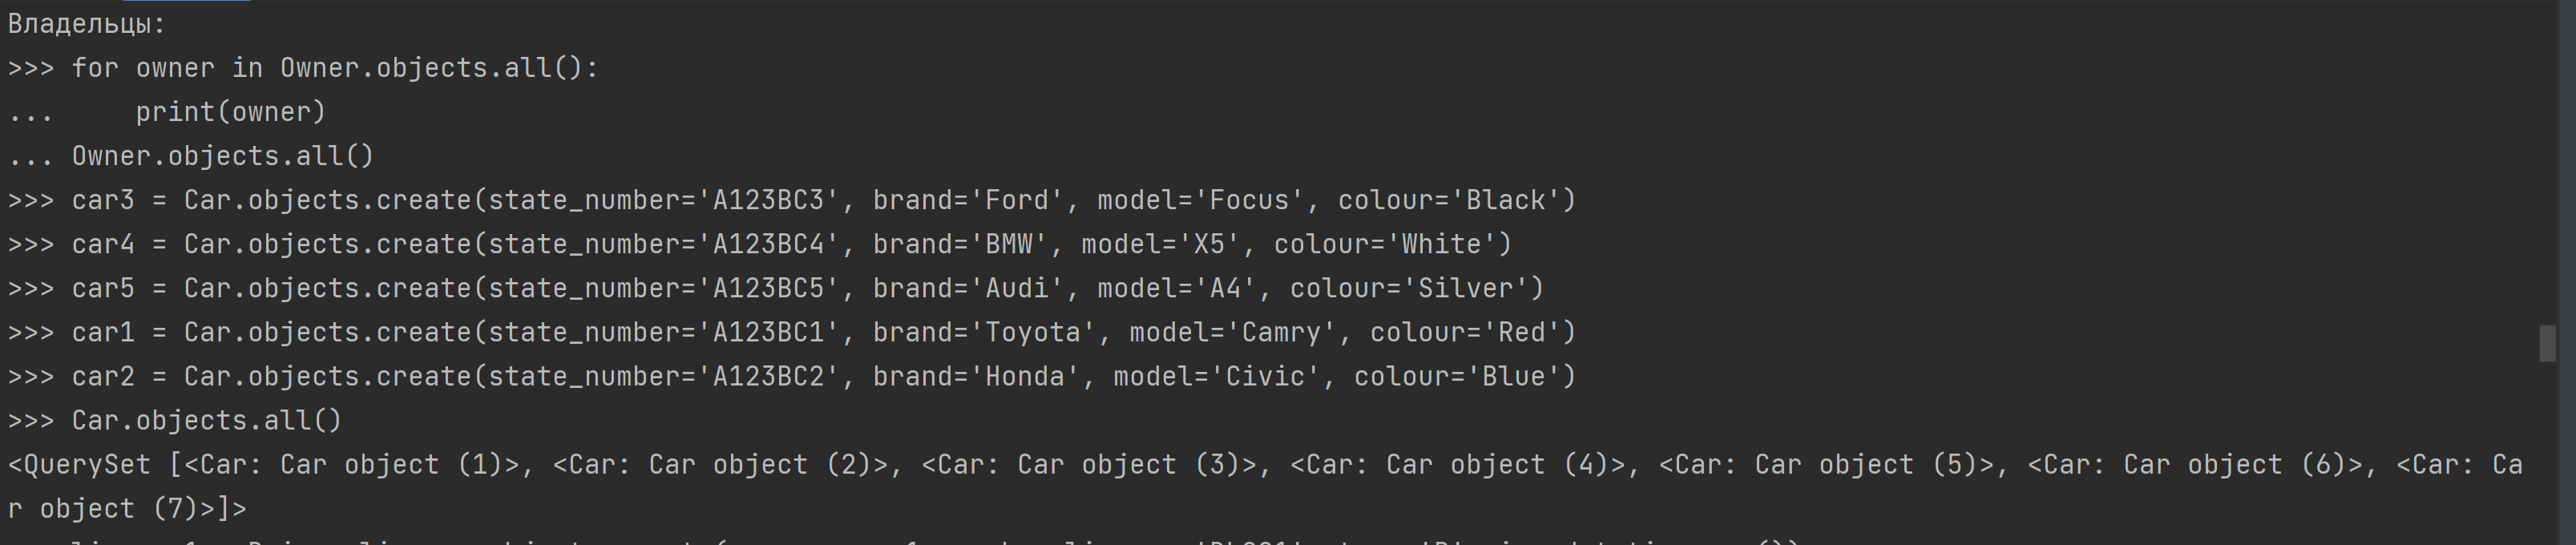 Владельцы:
>>> for owner in Owner.objects.all():
...     print(owner)
... Owner.objects.all()
>>> car3 = Car.objects.create(state_number='A123BC3', brand='Ford', model='Focus', colour='Black')
>>> car4 = Car.objects.create(state_number='A123BC4', brand='BMW', model='X5', colour='White')
>>> car5 = Car.objects.create(state_number='A123BC5', brand='Audi', model='A4', colour='Silver')
>>> car1 = Car.objects.create(state_number='A123BC1', brand='Toyota', model='Camry', colour='Red')
>>> car2 = Car.objects.create(state_number='A123BC2', brand='Honda', model='Civic', colour='Blue')
>>> Car.objects.all()
<QuerySet [<Car: Car object (1)>, <Car: Car object (2)>, <Car: Car object (3)>, <Car: Car object (4)>, <Car: Car object (5)>, <Car: Car object (6)>, <Car: Ca
r object (7)>]>